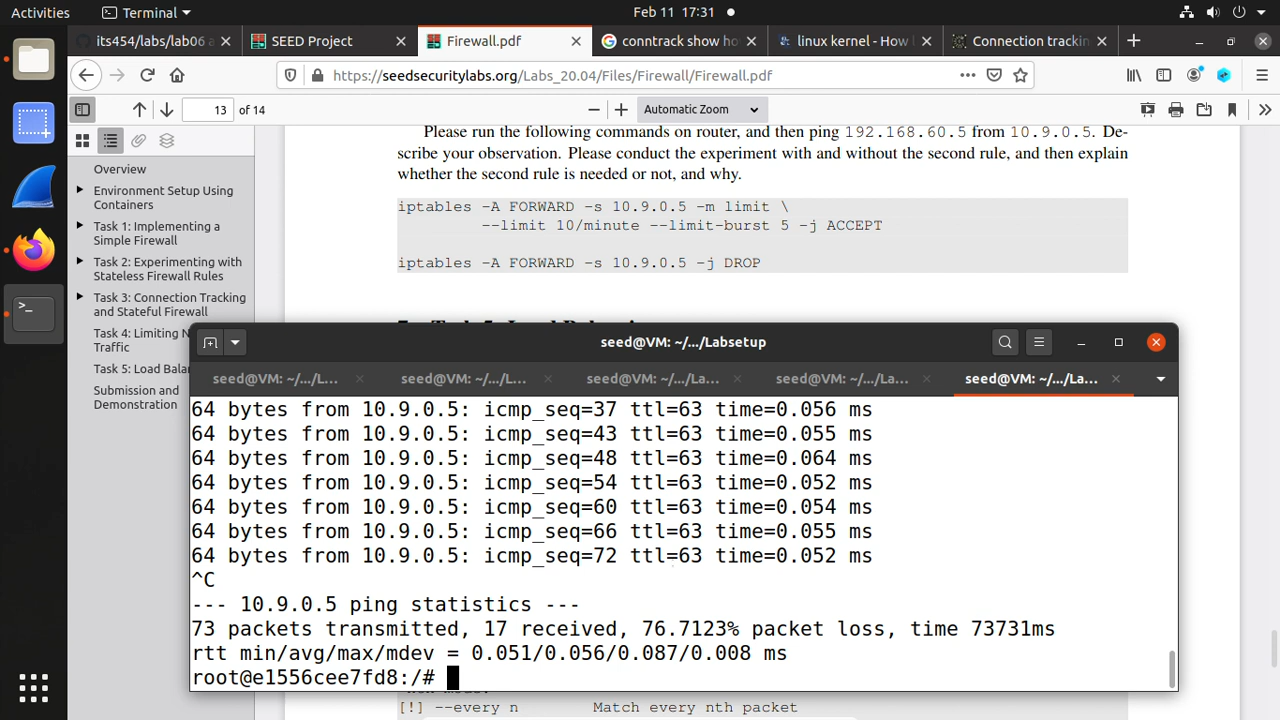 Activities
Terminal
Feb 11 17:31
its454/labs/lab06 a
SEED Project
Firewall.pdf
conntrack show ho
linux kernel - How l
Connection trackin
https://seedsecuritylabs.org/Labs_20.04/Files/Firewall/Firewall.pdf
13 of 14
Automatic Zoom
Overview
Environment Setup Using
Containers
Task 1: Implementing a
Simple Firewall
Task 2: Experimenting with
Stateless Firewall Rules
Task 3: Connection Tracking
and Stateful Firewall
Task 4: Limiting N
Traffic
Task 5: Load Bala
Submission and
Demonstration
Please run the following commands on router, and then ping 192.168.60.5 from 10.9.0.5. De-
scribe your observation. Please conduct the experiment with and without the second rule, and then explain
whether the second rule is needed or not, and why.
iptables -A FORWARD -s 10.9.0.5 -m limit \
--limit 10/minute --limit-burst 5 -j ACCEPT
iptables -A FORWARD -s 10.9.0.5 -j DROP
seed@VM: ~/.../Labsetup
seed@VM: ~/.../L...
seed@VM: ~/.../L...
seed@VM: ~/.../La...
seed@VM: ~/.../La...
seed@VM: ~/.../La...
64 bytes from 10.9.0.5: icmp_seq=37 ttl=63 time=0.056 ms
64 bytes from 10.9.0.5: icmp_seq=43 ttl=63 time=0.055 ms
64 bytes from 10.9.0.5: icmp_seq=48 ttl=63 time=0.064 ms
64 bytes from 10.9.0.5: icmp_seq=54 ttl=63 time=0.052 ms
64 bytes from 10.9.0.5: icmp_seq=60 ttl=63 time=0.054 ms
64 bytes from 10.9.0.5: icmp_seq=66 ttl=63 time=0.055 ms
64 bytes from 10.9.0.5: icmp_seq=72 ttl=63 time=0.052 ms
^C
--- 10.9.0.5 ping statistics ---
73 packets transmitted, 17 received, 76.7123% packet loss, time 73731ms
rtt min/avg/max/mdev = 0.051/0.056/0.087/0.008 ms
root@e1556cee7fd8:/#
[!] --every n Match every nth packet